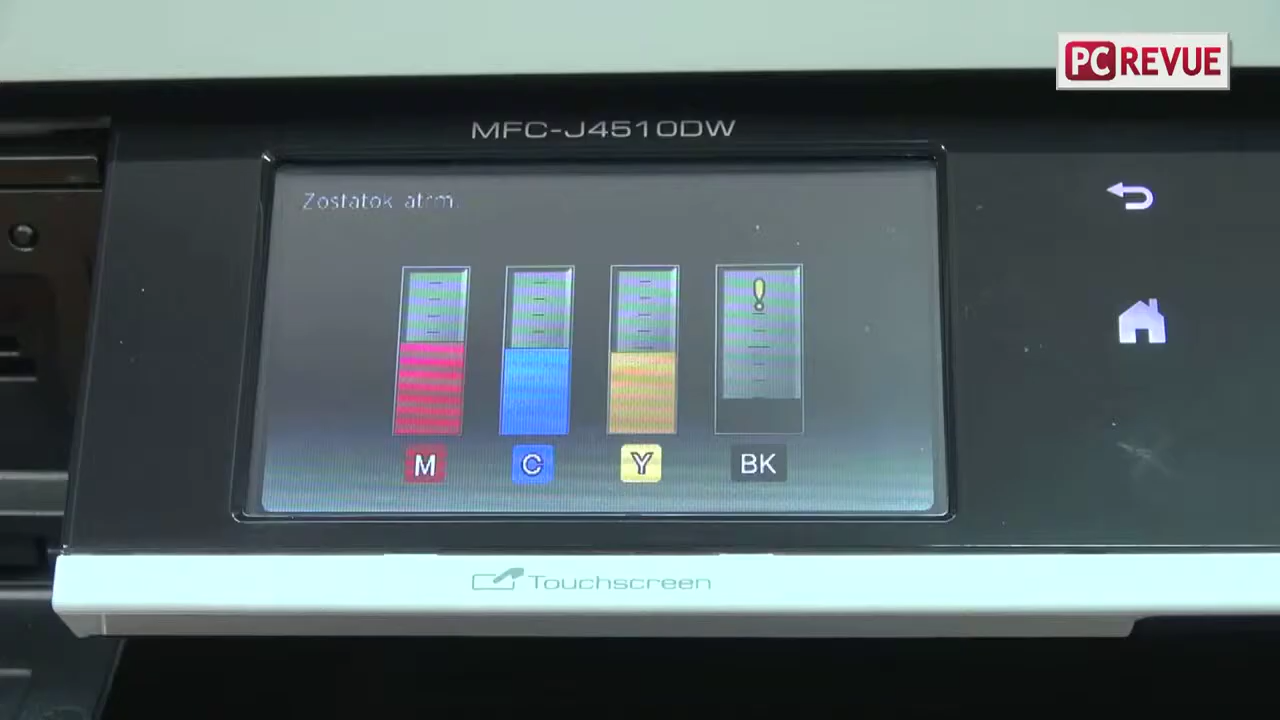 PC REVUE
MFC-J4510DW
Zostatok atrm.
M C Y BK
Touchscreen